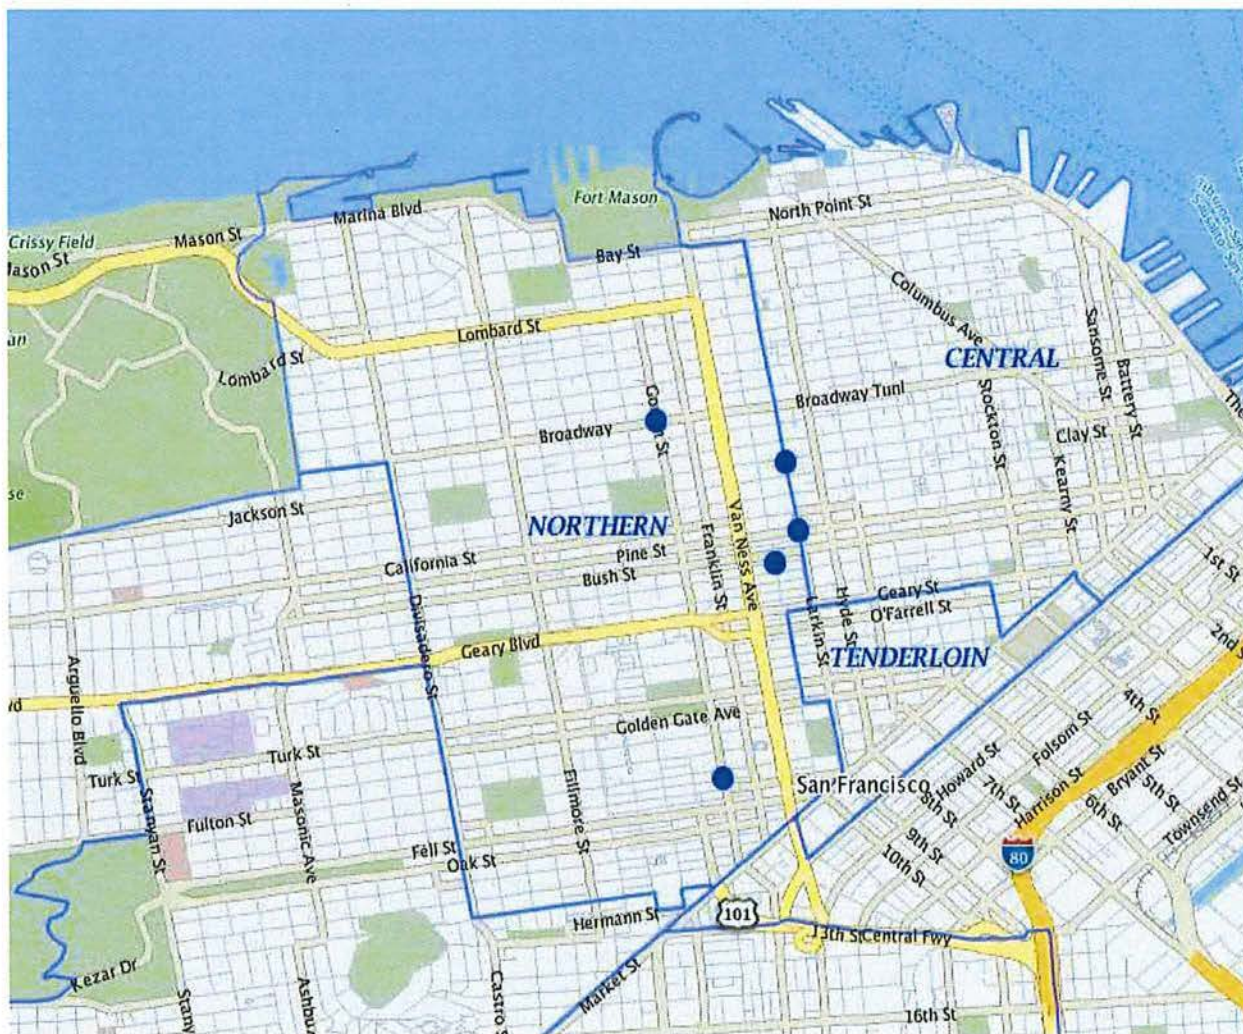 Fort Mason
North Point St
Marina Blvd
Mason St
Crissy Field
Mason St
Bay St
Columbus Ave
Lombard St
Lombard St
Sansome St
Battery St
CENTRAL
Broadway Tunl
Stockton St
Broadway
Clay St
Kearny St
Jackson St
NORTHERN
Van Ness Ave
Franklin St
Pine St
California St
Bush St
1st St
Geary St
O'Farrell St
Hyde St
Larkin St
Divisadero St
Geary Blvd
TENDERLOIN
2nd
Arguello Blvd
Golden Gate Ave
4th St
Folsom St
Turk St
Turk St
San Francisco
Howard St
Harrison St
Bryant St
5th St
Townsend St
7th St
6th St
8th St
Stanyan St
Masonic Ave
Fillmore St
Fulton St
Fell St
Oak St
9th St
10th St
80
Hermann St
101
13th St
Central Fwy
Kezar Dr
Market St
16th St